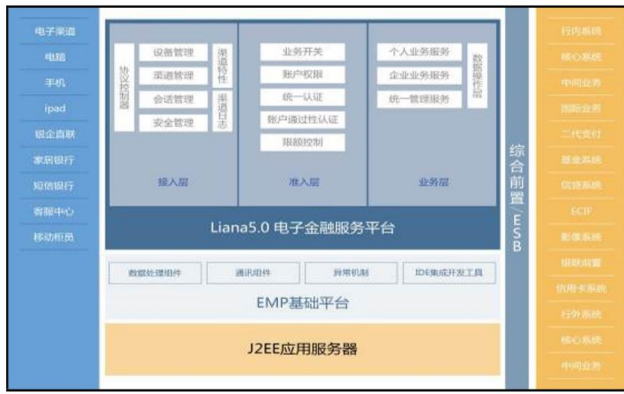 电子渠道
电脑
手机
ipad
银企直联
家居银行
短信银行
客服中心
移动柜员
协议控制器
设备管理
渠道管理
会话管理
安全管理
渠道特性
渠道日志
接入层
业务开关
账户权限
统一认证
账户通过性认证
限额控制
准入层
个人业务服务
企业业务服务
统一管理服务
数据操作层
业务层
Liana5.0 电子金融服务平台
数据处理组件
通讯组件
异常机制
IDE集成开发工具
EMP基础平台
J2EE应用服务器
综合前置/ESB
行内系统
核心系统
中间业务
国际业务
二代支付
基金系统
信贷系统
ECIF
影像系统
银联前置
信用卡系统
行外系统
核心系统
中间业务